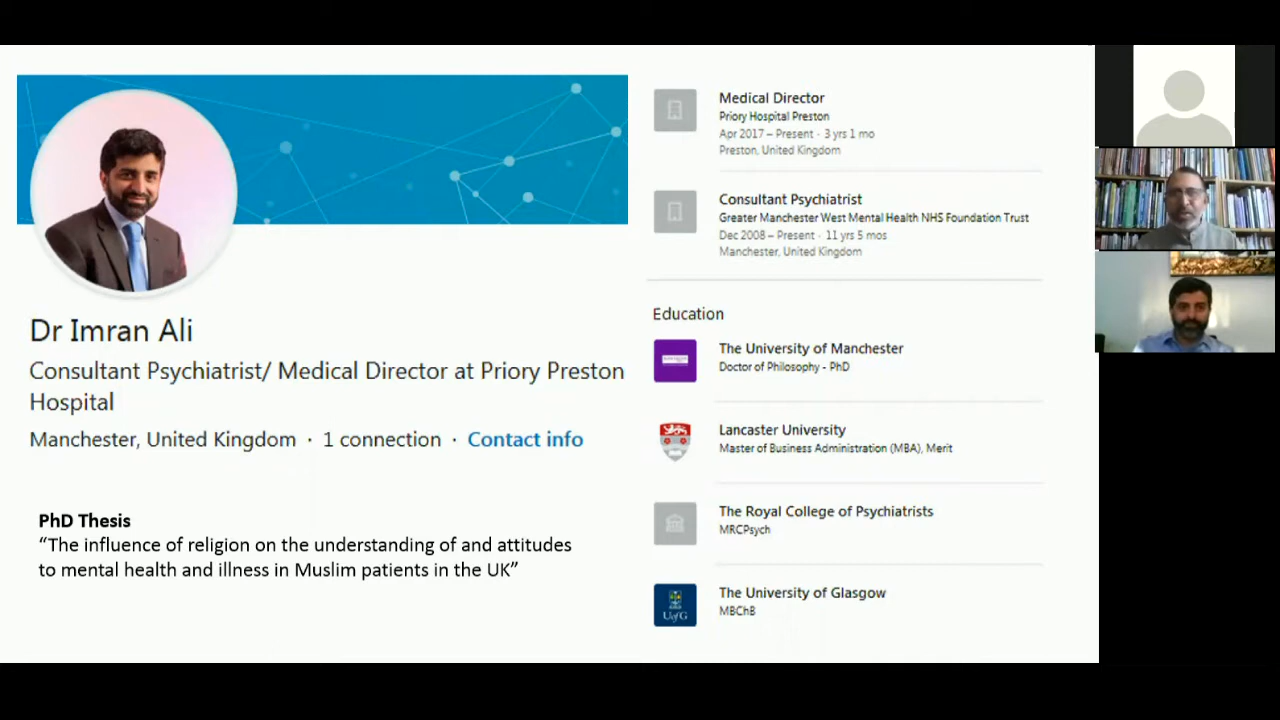 Dr Imran Ali
Consultant Psychiatrist/ Medical Director at Priory Preston
Hospital
Manchester, United Kingdom · 1 connection · Contact info
PhD Thesis
“The influence of religion on the understanding of and attitudes
to mental health and illness in Muslim patients in the UK”
Medical Director
Priory Hospital Preston
Apr 2017 – Present · 3 yrs 1 mo
Preston, United Kingdom
Consultant Psychiatrist
Greater Manchester West Mental Health NHS Foundation Trust
Dec 2008 – Present · 11 yrs 5 mos
Manchester, United Kingdom
Education
The University of Manchester
Doctor of Philosophy - PhD
Lancaster University
Master of Business Administration (MBA), Merit
The Royal College of Psychiatrists
MRCPsych
The University of Glasgow
MBChB
UofG